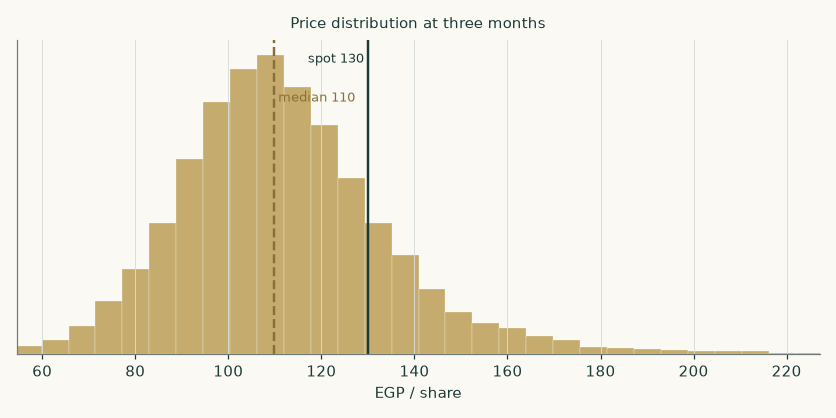 Price distribution at three months
spot 130
median 110
60 80 100 120 140 160 180 200 220
EGP / share